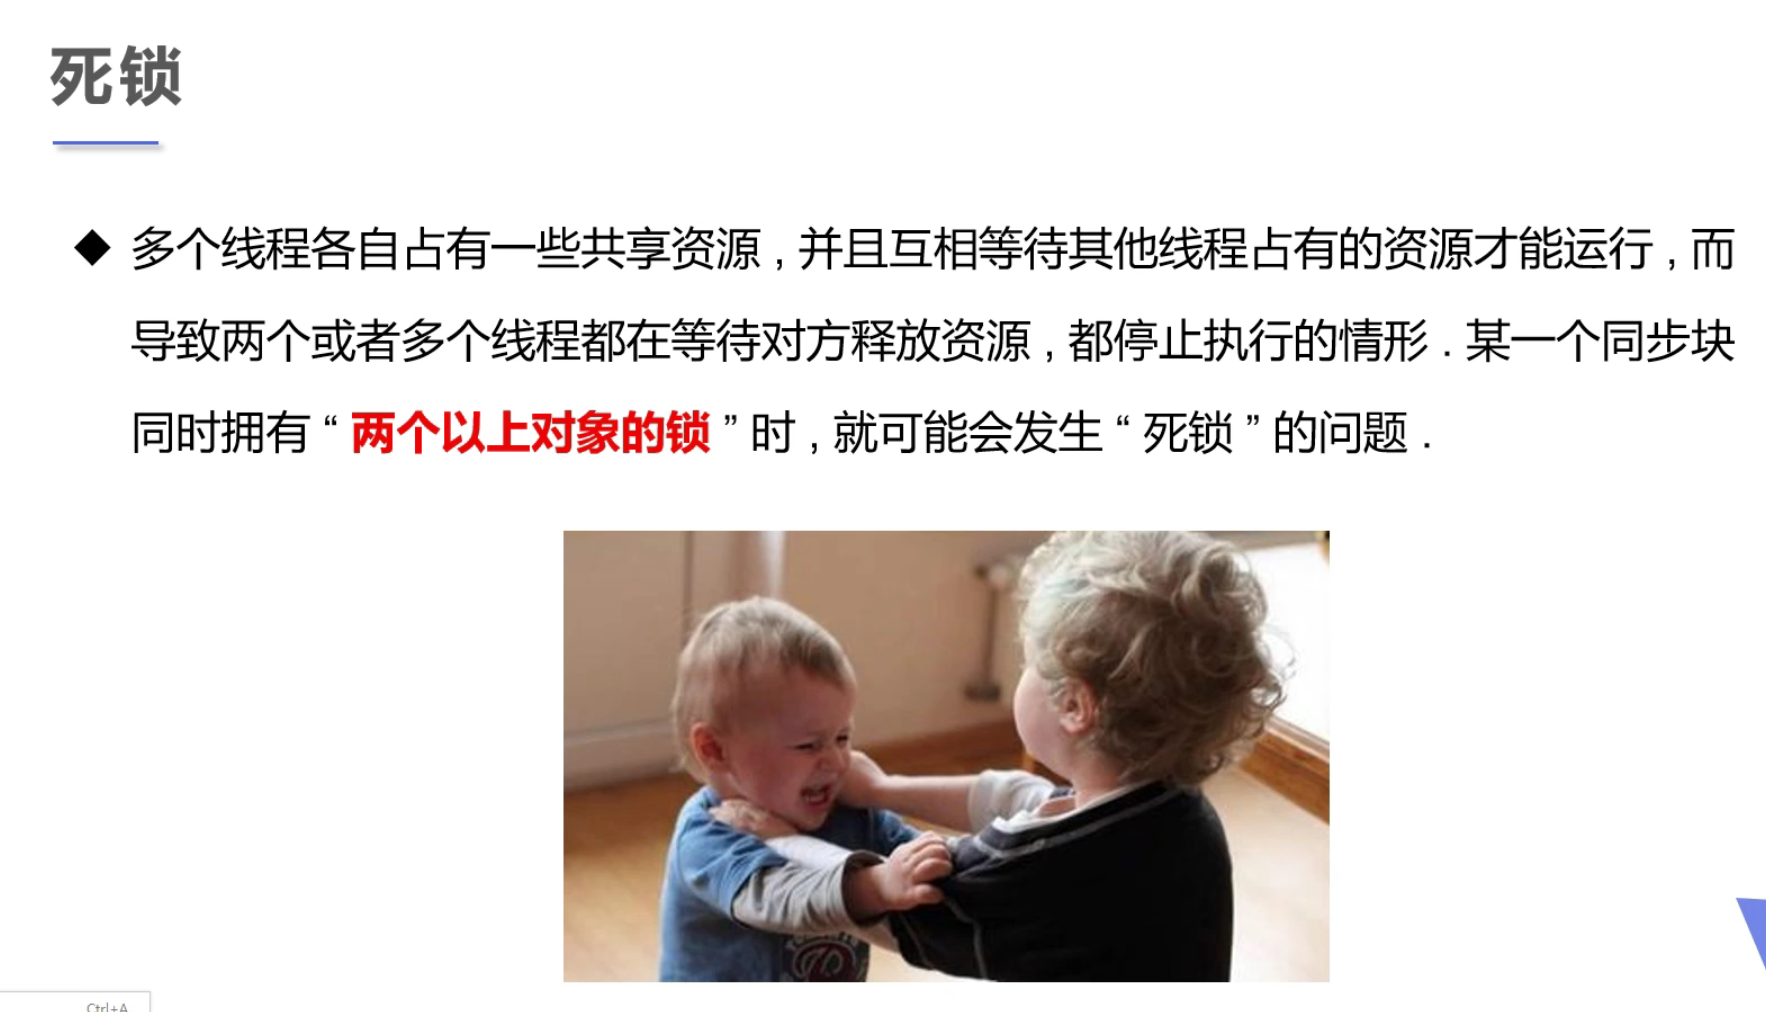 死锁
◆ 多个线程各自占有一些共享资源 , 并且互相等待其他线程占有的资源才能运行 , 而
导致两个或者多个线程都在等待对方释放资源 , 都停止执行的情形 . 某一个同步块
同时拥有 “ 两个以上对象的锁 ” 时 , 就可能会发生 “ 死锁 ” 的问题 .
Ctrl+A